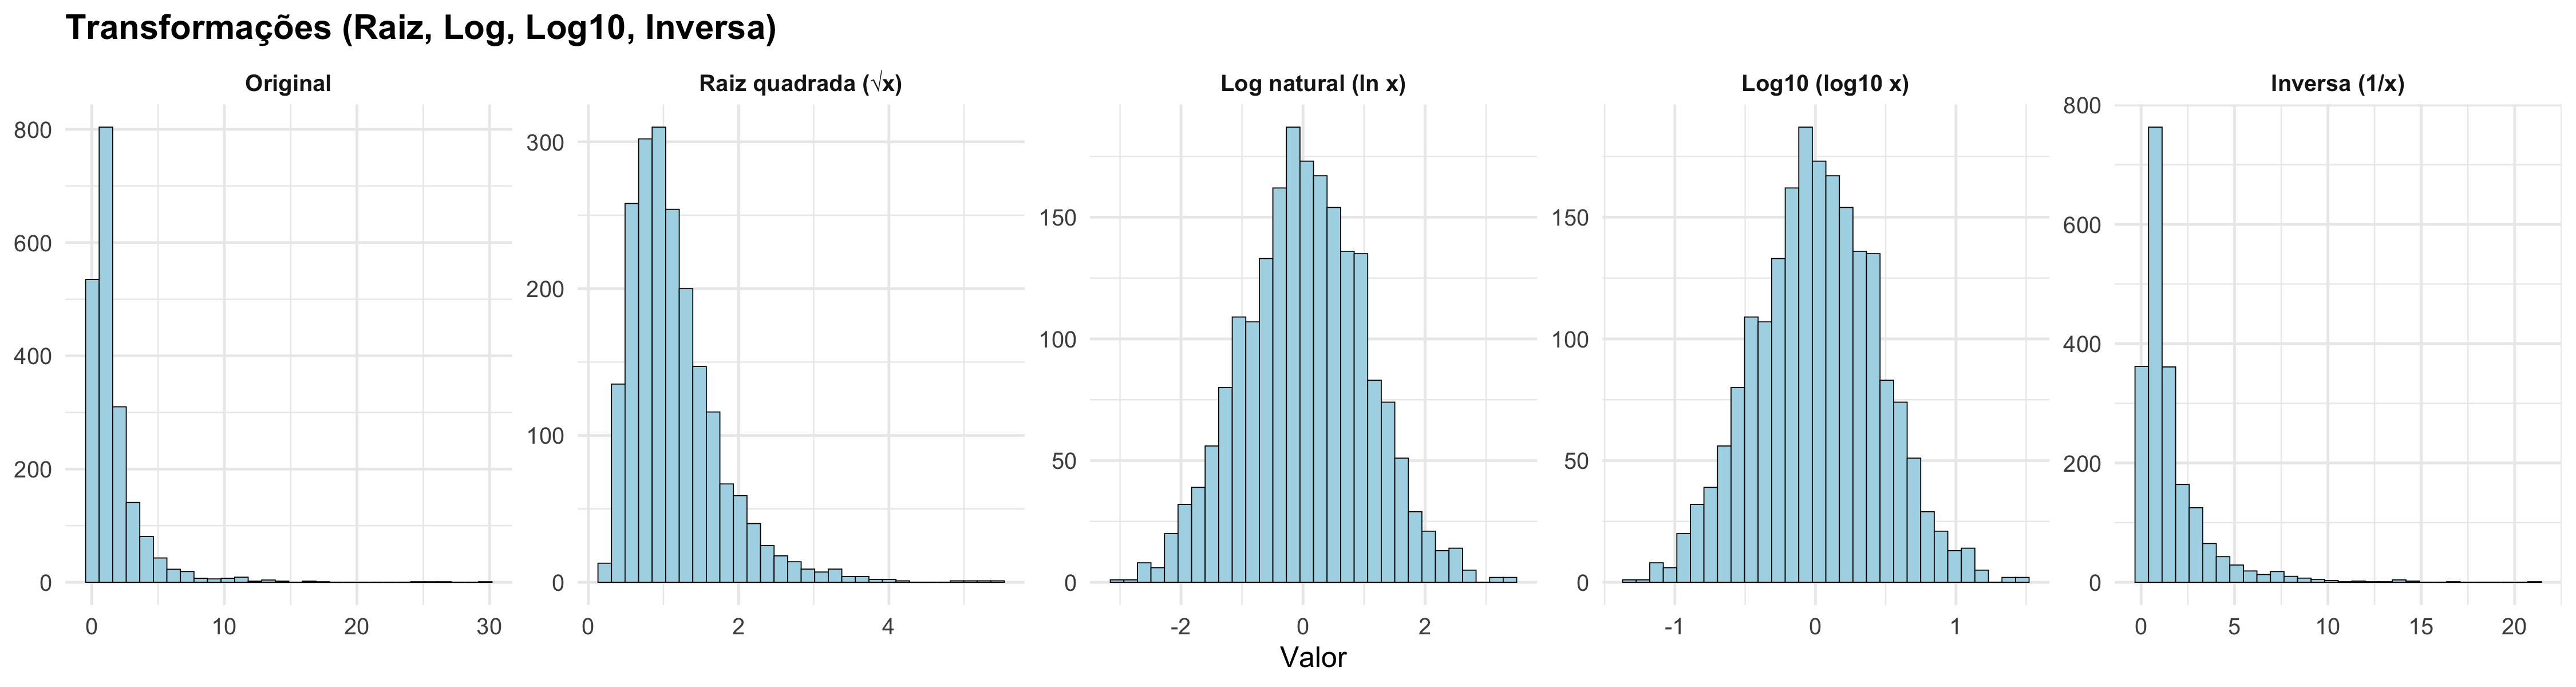 Transformações (Raiz, Log, Log10, Inversa)
Original
Raiz quadrada (√x)
Log natural (ln x)
Log10 (log10 x)
Inversa (1/x)
800
600
400
200
0
0 10 20 30
300
200
100
0
0 2 4
150
100
50
0
-2 0 2
150
100
50
0
-1 0 1
800
600
400
200
0
0 5 10 15 20
Valor